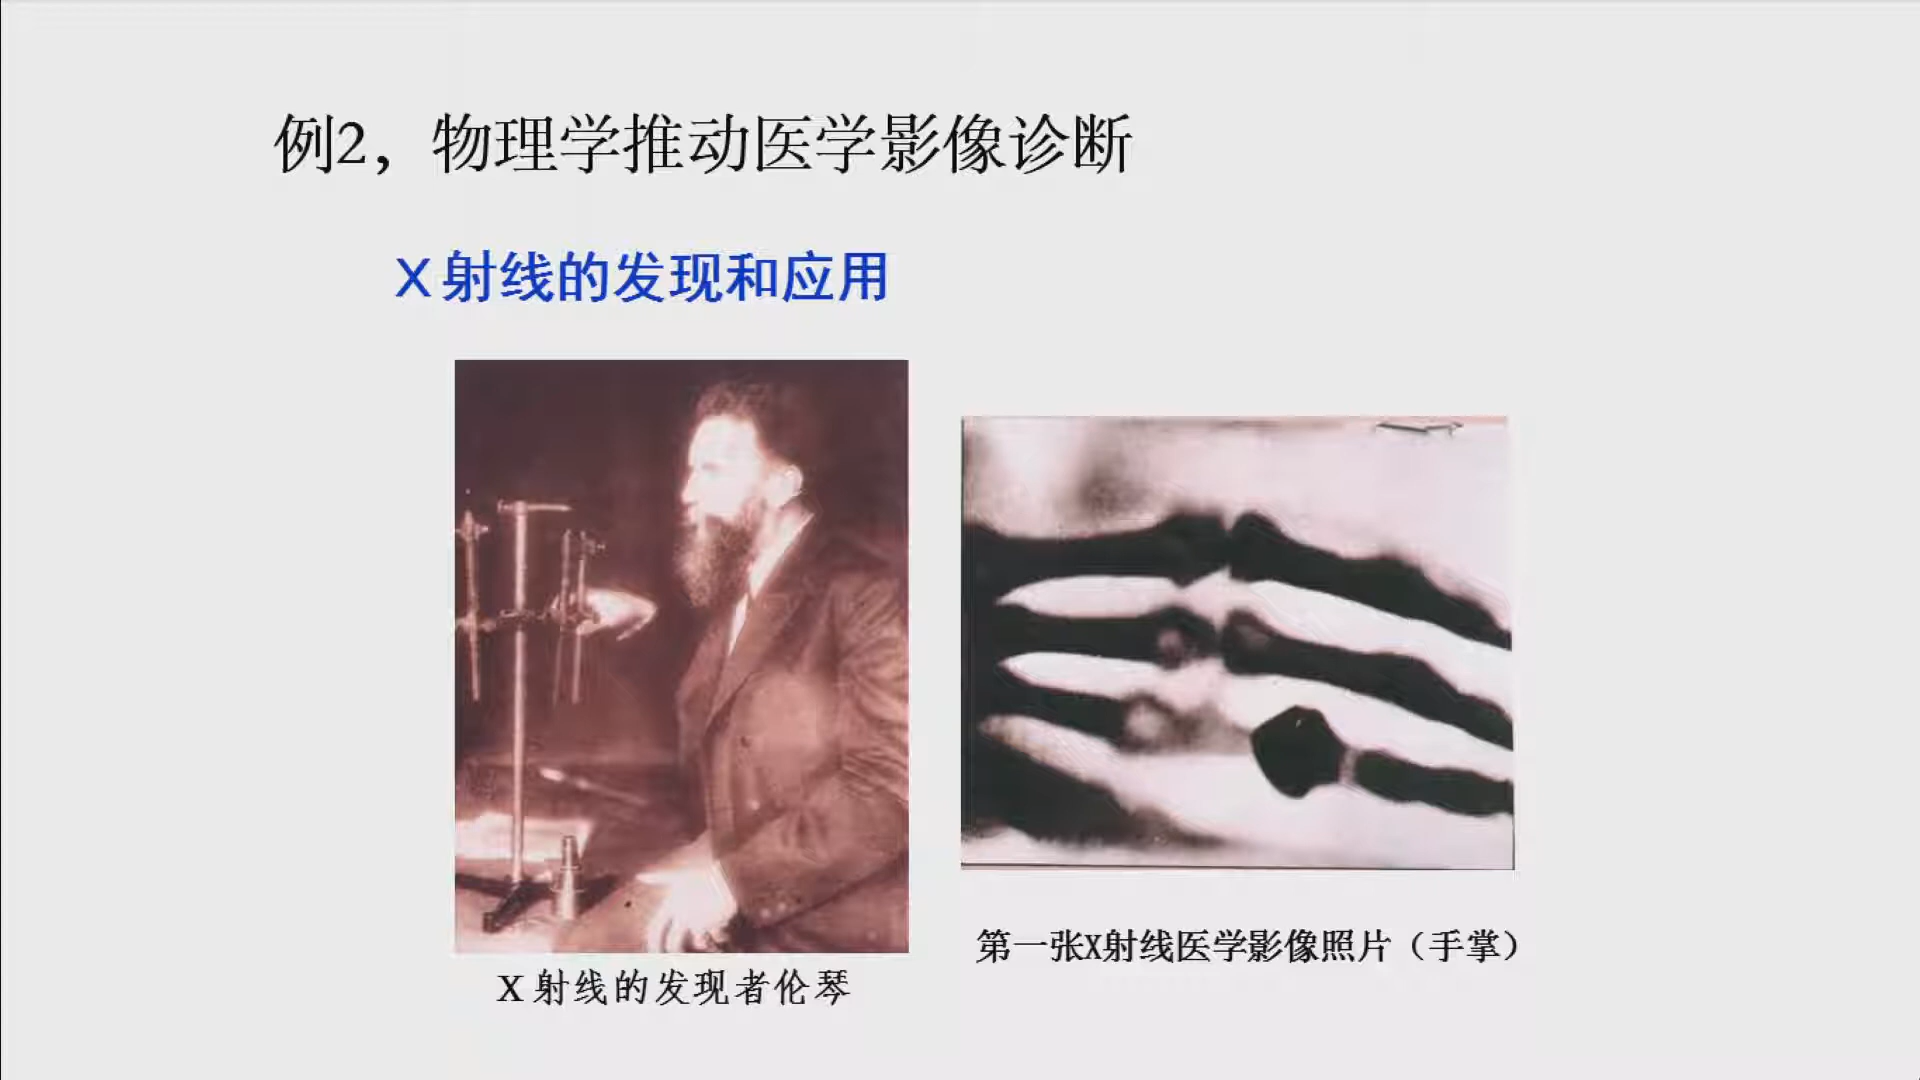 例2，物理学推动医学影像诊断
X射线的发现和应用
X射线的发现者伦琴
第一张X射线医学影像照片（手掌）